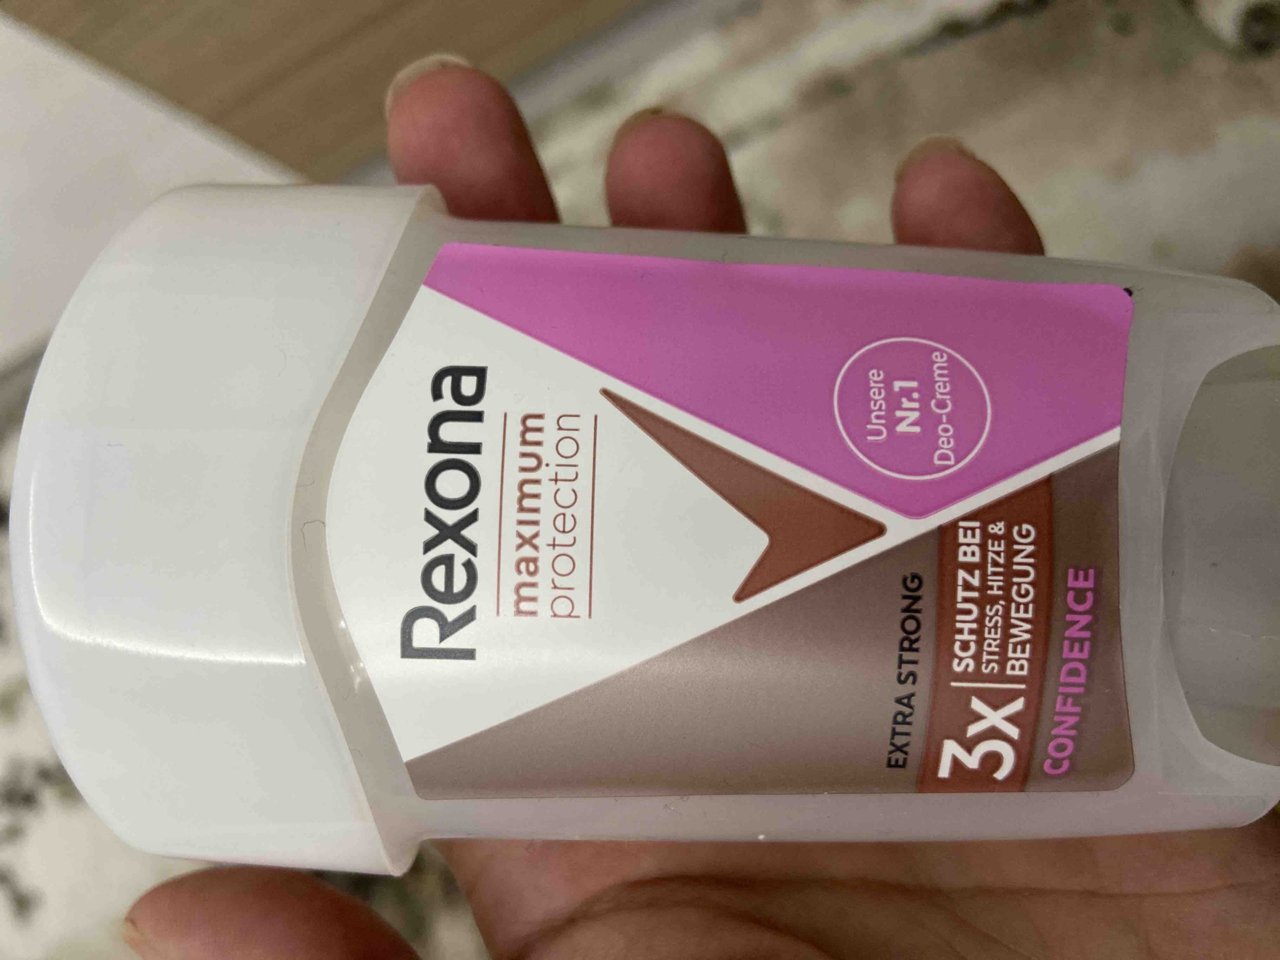 Rexona
maximum
protection
Unsere
Nr.1
Deo-Creme
EXTRA STRONG
3x
SCHUTZ BEI
STRESS, HITZE &
BEWEGUNG
CONFIDENCE